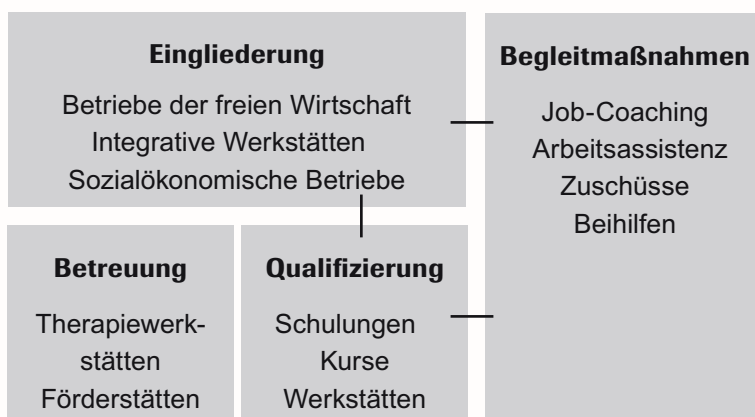 Eingliederung
Betriebe der freien Wirtschaft
Integrative Werkstätten
Sozialökonomische Betriebe
Begleitmaßnahmen
Job-Coaching
Arbeitsassistenz
Zuschüsse
Beihilfen
Betreuung
Therapiewerk-
stätten
Förderstätten
Qualifizierung
Schulungen
Kurse
Werkstätten